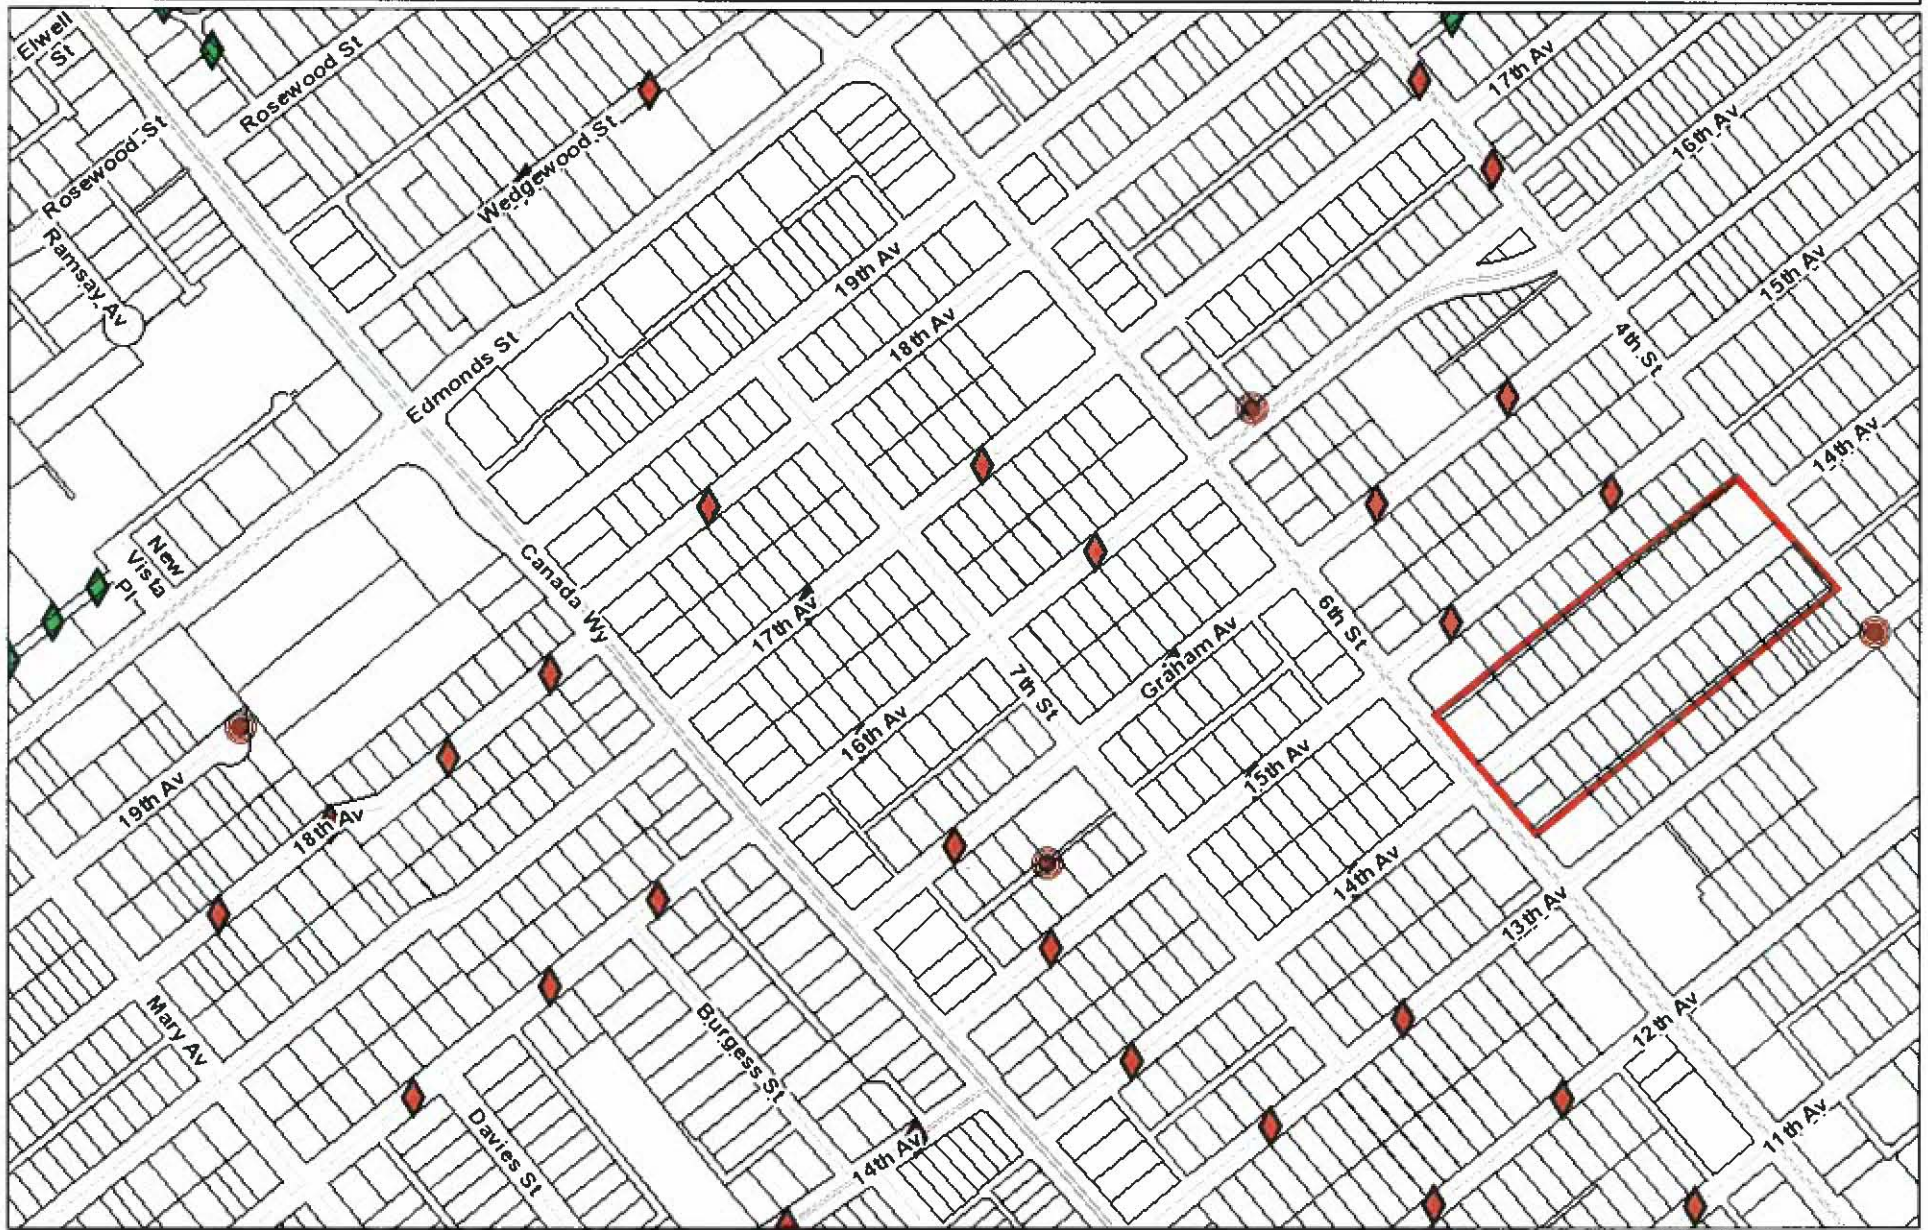 Elwell
St
Rosewood St
17th Av
Rosewood St
Wedgewood St
16th Av
Ramsay Av
19th Av
15th Av
18th Av
Edmonds St
4th St
14th Av
New
Vista
Pl
Canada Wy
17th Av
6th St
Graham Av
7th St
16th Av
15th Av
19th Av
18th Av
14th Av
13th Av
Mary Av
Burgess St
12th Av
Davies St
14th Av
11th Av